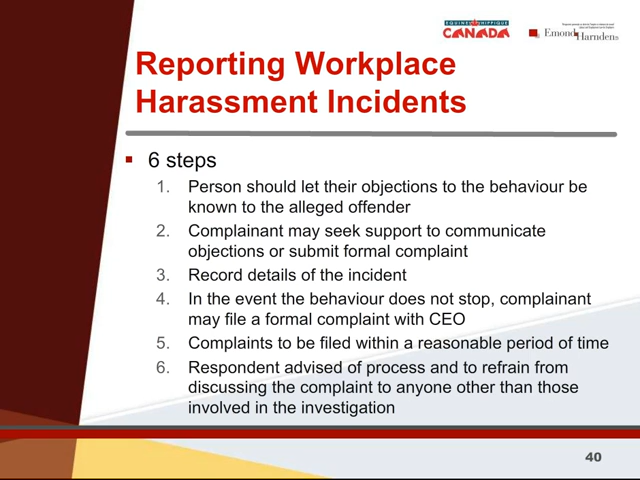 EQUINE HIPPIQUE
CANADA
Emond Harnden
Reporting Workplace
Harassment Incidents
6 steps
1. Person should let their objections to the behaviour be
known to the alleged offender
2. Complainant may seek support to communicate
objections or submit formal complaint
3. Record details of the incident
4. In the event the behaviour does not stop, complainant
may file a formal complaint with CEO
5. Complaints to be filed within a reasonable period of time
6. Respondent advised of process and to refrain from
discussing the complaint to anyone other than those
involved in the investigation
40